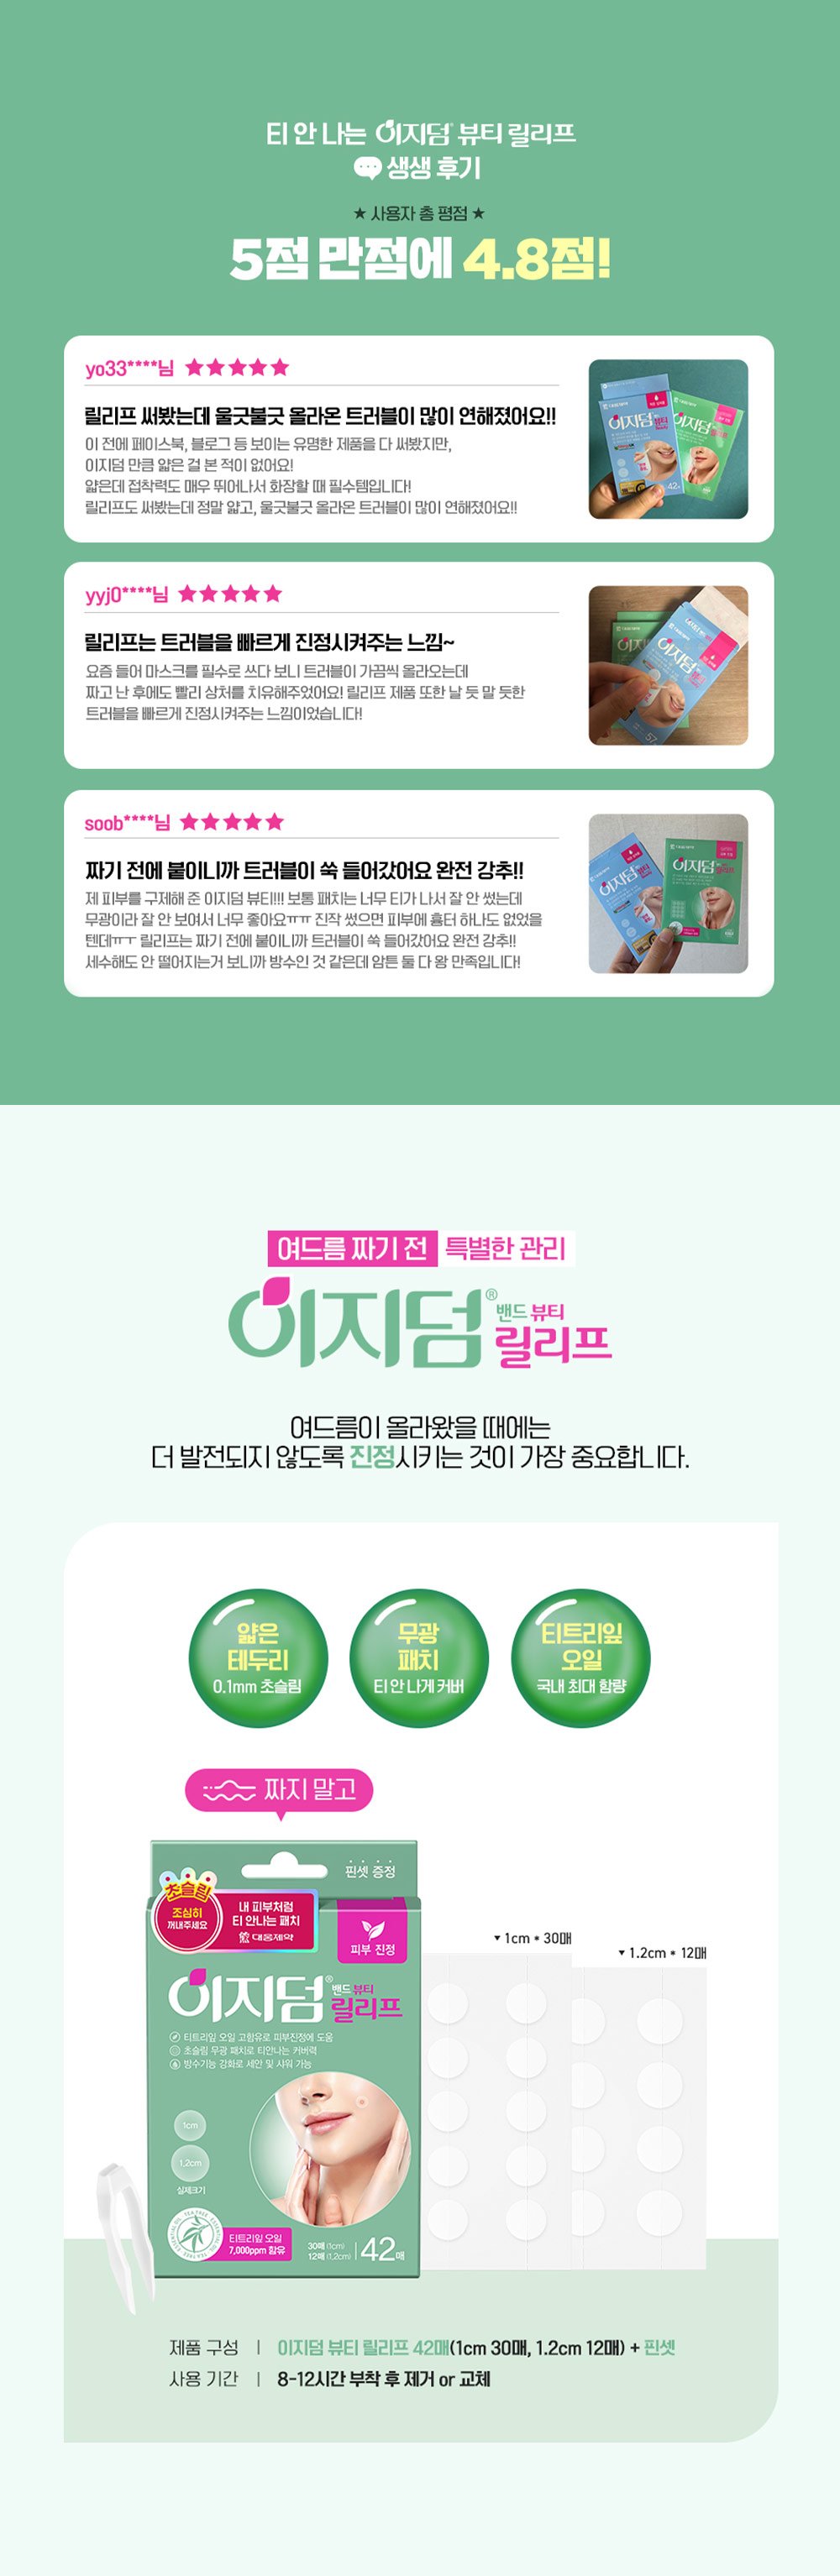 티 안 나는 이지덤 뷰티 릴리프
생생 후기
★ 사용자 총 평점 ★
5점 만점에 4.8점!
yo33****님 ★★★★★
릴리프 써봤는데 울긋불긋 올라온 트러블이 많이 연해졌어요!!
이 전에 페이스북, 블로그 등 보이는 유명한 제품을 다 써봤지만,
이지덤 만큼 얇은 걸 본 적이 없어요!
얇은데 접착력도 매우 뛰어나서 화장할 때 필수템입니다!
릴리프도 써봤는데 정말 얇고, 울긋불긋 올라온 트러블이 많이 연해졌어요!!
이지덤
이지덤
42
yyj0****님 ★★★★★
릴리프는 트러블을 빠르게 진정시켜주는 느낌~
요즘 들어 마스크를 필수로 쓰다 보니 트러블이 가끔씩 올라오는데
짜고 난 후에도 빨리 상처를 치유해주었어요! 릴리프 제품 또한 날 듯 말 듯한
트러블을 빠르게 진정시켜주는 느낌이었습니다!
이지덤
57
soob****님 ★★★★★
짜기 전에 붙이니까 트러블이 쏙 들어갔어요 완전 강추!!
제 피부를 구제해 준 이지덤 뷰티!!! 보통 패치는 너무 티가 나서 잘 안 썼는데
무광이라 잘 안 보여서 너무 좋아요ㅠㅠ 진작 썼으면 피부에 흉터 하나도 없었을
텐데ㅠㅜ 릴리프는 짜기 전에 붙이니까 트러블이 쏙 들어갔어요 완전 강추!!
세수해도 안 떨어지는거 보니까 방수인 것 같은데 암튼 둘 다 왕 만족입니다!
이지덤
이지덤
릴리프
여드름 짜기 전 특별한 관리
이지덤® 밴드 뷰티
릴리프
여드름이 올라왔을 때에는
더 발전되지 않도록 진정시키는 것이 가장 중요합니다.
얇은
테두리
0.1mm 초슬림
무광
패치
티 안 나게 커버
티트리잎
오일
국내 최대 함량
짜지 말고
핀셋 증정
초슬림
조심히
꺼내주세요
내 피부처럼
티 안나는 패치
대웅제약
피부 진정
이지덤® 밴드 뷰티
릴리프
티트리잎 오일 고함유로 피부진정에 도움
초슬림 무광 패치로 티안나는 커버력
방수기능 강화로 세안 및 샤워 가능
1cm
1.2cm
실제크기
티트리잎 오일
7,000ppm 함유
30매 (1cm)
12매 (1.2cm)
42매
▼ 1cm * 30매
▼ 1.2cm * 12매
제품 구성 | 이지덤 뷰티 릴리프 42매(1cm 30매, 1.2cm 12매) + 핀셋
사용 기간 | 8-12시간 부착 후 제거 or 교체